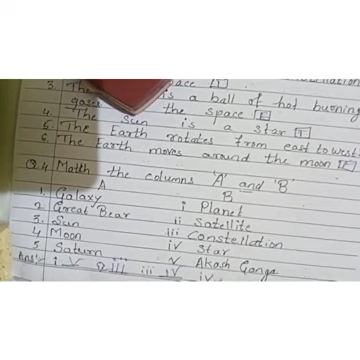 3. The space [T]
is a ball of hot burning
gases the space [F]
4. The Sun is a star [T]
5. The Earth rotates from east to west
6. The Earth moves around the moon [F]
Q.4 Match the columns 'A' and 'B'
A B
1. Galaxy i Planet
2. Great Bear ii Satellite
3. Sun iii Constellation
4 Moon iv Star
5 Saturn v Akash Ganga
Ans:- i V 2 III iii IV iv